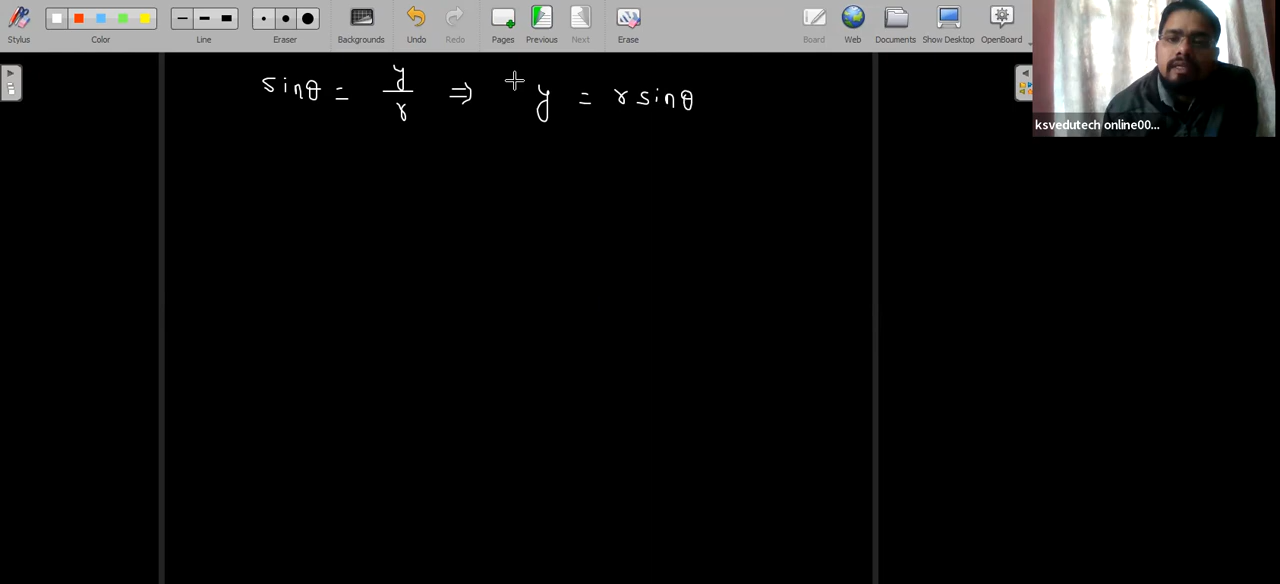 Stylus
Color
Line
Eraser
Backgrounds
Undo
Redo
Pages
Previous
Next
Erase
Board
Web
Documents
Show Desktop
OpenBoard
ksvedutech online00...
sinθ = y/r ⇒ y = r sinθ